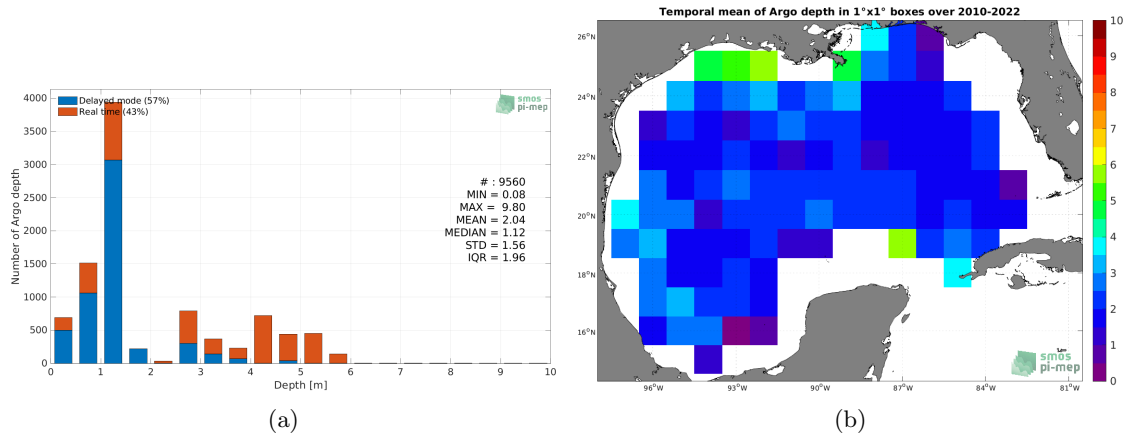 Delayed mode (57%)
Real time (43%)
smos
pi-mep
Number of Argo depth
4000
3500
3000
2500
2000
1500
1000
500
0
# : 9560
MIN = 0.08
MAX = 9.80
MEAN = 2.04
MEDIAN = 1.12
STD = 1.56
IQR = 1.96
0 1 2 3 4 5 6 7 8 9 10
Depth [m]
(a)
Temporal mean of Argo depth in 1°x1° boxes over 2010-2022
26°N
24°N
22°N
20°N
18°N
16°N
96°W 93°W 90°W 87°W 84°W 81°W
smos
pi-mep
10
9
8
7
6
5
4
3
2
1
0
(b)